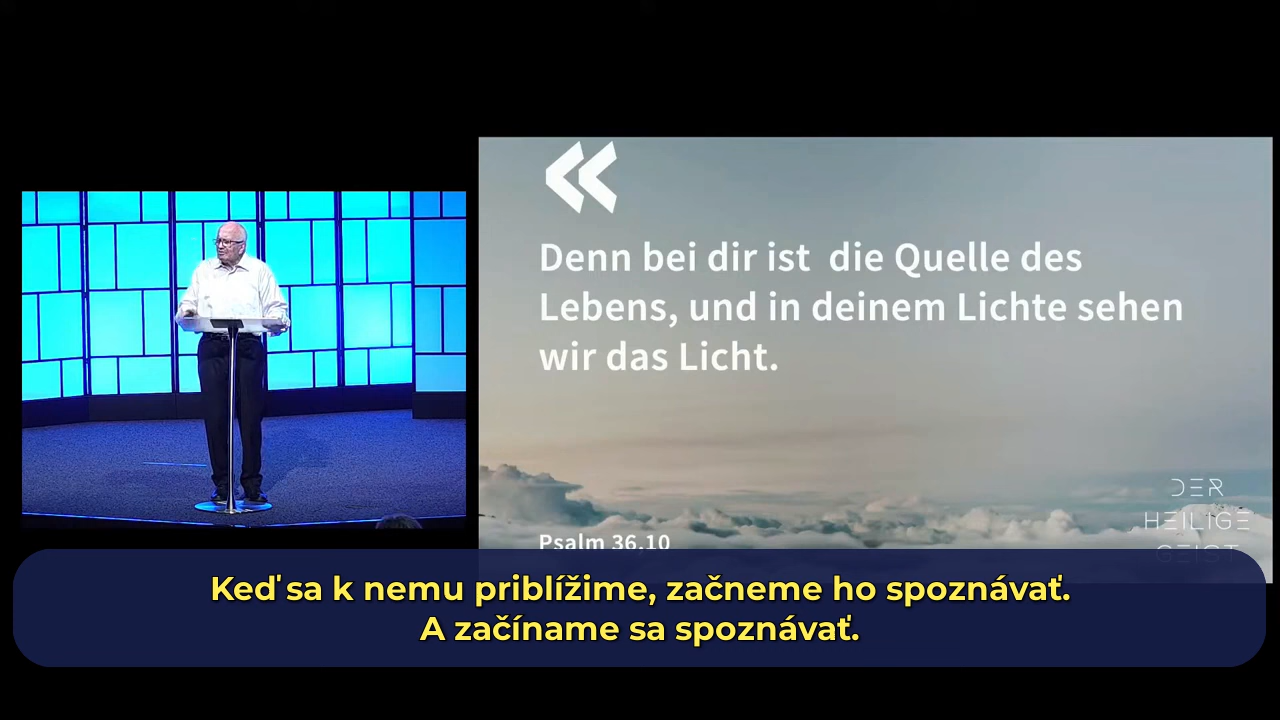 Denn bei dir ist die Quelle des
Lebens, und in deinem Lichte sehen
wir das Licht.
Psalm 36,10
DER
HEILIGE
GEIST
Keď sa k nemu priblížime, začneme ho spoznávať.
A začíname sa spoznávať.